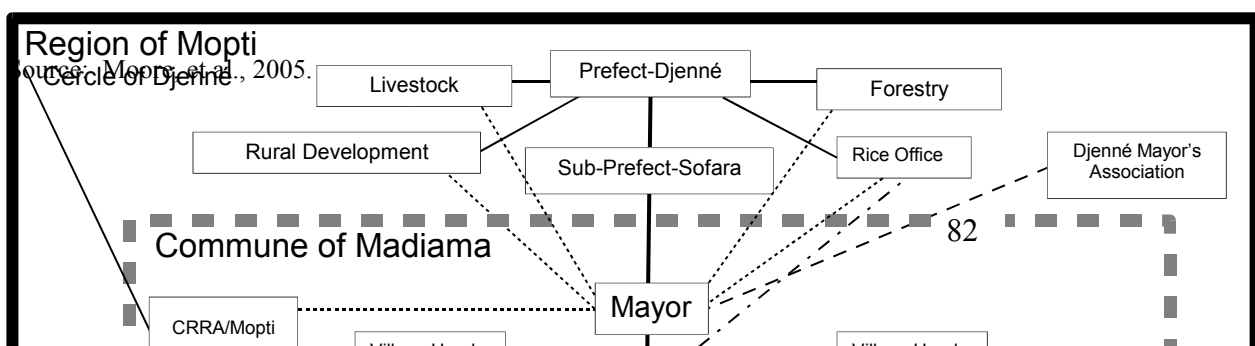 Region of Mopti
Source: Moore, et al., 2005.
Cercle of Djenné
Livestock
Prefect-Djenné
Forestry
Rural Development
Sub-Prefect-Sofara
Rice Office
Djenné Mayor's
Association
82
Commune of Madiama
Mayor
CRRA/Mopti